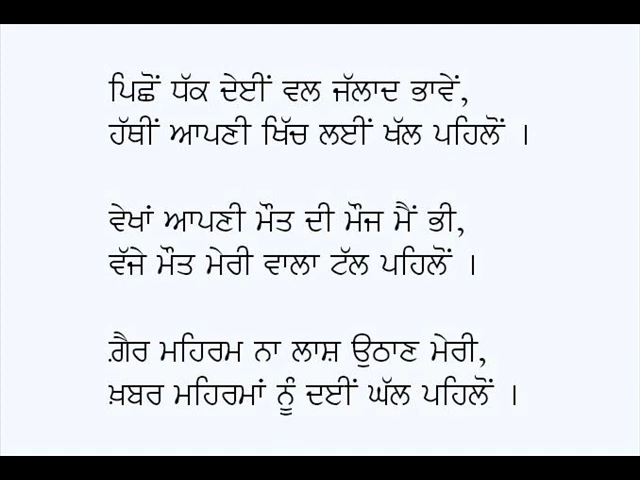 ਪਿਛੋਂ ਧੱਕ ਦੇਈਂ ਵਲ ਜੱਲਾਦ ਭਾਵੇਂ,
ਹੱਥੀਂ ਆਪਣੀ ਖਿੱਚ ਲਈਂ ਖੱਲ ਪਹਿਲੋਂ ।
ਵੇਖਾਂ ਆਪਣੀ ਮੌਤ ਦੀ ਮੌਜ ਮੈਂ ਭੀ,
ਵੱਜੇ ਮੌਤ ਮੇਰੀ ਵਾਲਾ ਟੱਲ ਪਹਿਲੋਂ ।
ਗ਼ੈਰ ਮਹਿਰਮ ਨਾ ਲਾਸ਼ ਉਠਾਣ ਮੇਰੀ,
ਖ਼ਬਰ ਮਹਿਰਮਾਂ ਨੂੰ ਦਈਂ ਘੱਲ ਪਹਿਲੋਂ ।